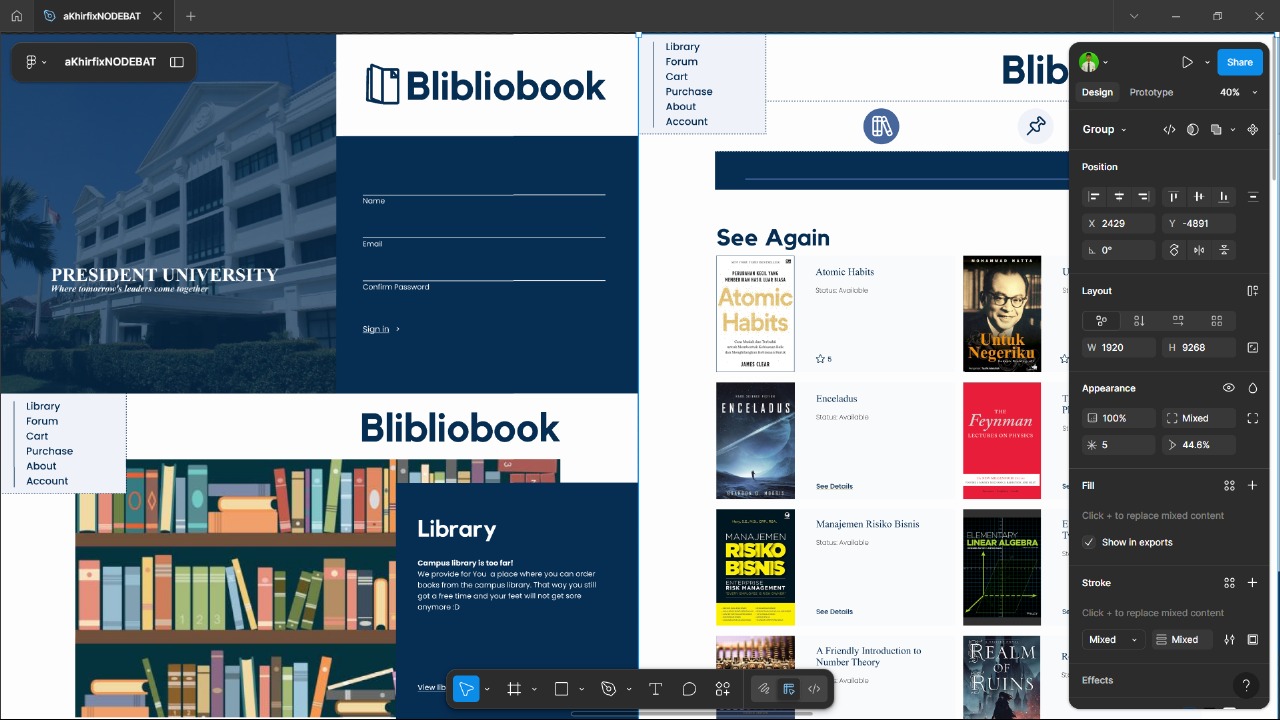 aKhirfixNODEBAT
aKhirfixNODEBAT
Blibliobook
Name
Email
Confirm Password
Sign in
UNIVERSITY
leaders come together
Library
Forum
Cart
Purchase
About
Account
Blibliobook
Library
Campus library is too far!
We provide for You a place where you can order
books from the campus library. That way you still
got a free time and your feet will not get sore
anymore :D
View lib
Library
Forum
Cart
Purchase
About
Account
Blib
See Again
PERUBAHAN KECIL YANG
MEMBERIKAN HASIL LUAR BIASA
Atomic
Habits
JAMES CLEAR
Atomic Habits
Status: Available
5
MOHAMMAD HATTA
Untuk
Negeriku
ENCELADUS
Enceladus
Status: Available
See Details
THE
Feynman
LECTURES ON PHYSICS
MANAJEMEN
RISIKO
BISNIS
ENTERPRISE
RISK MANAGEMENT
Manajemen Risiko Bisnis
Status: Available
See Details
ELEMENTARY
LINEAR ALGEBRA
WILEY
A Friendly Introduction to
Number Theory
Status: Available
REALM
OF
RUINS
Share
Design
Prototype
40%
Group
Position
X 2429
Y -4891
0°
Layout
W 1920
H 5268
Appearance
100%
Mixed
5
44.6%
Fill
Click + to replace mixed content
Show in exports
Stroke
Click + to replace mixed content
Mixed
Mixed
Effects
?